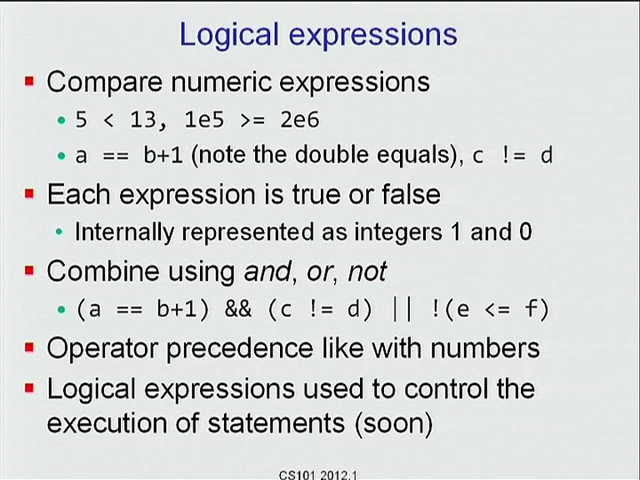 Logical expressions
Compare numeric expressions
5 < 13, 1e5 >= 2e6
a == b+1 (note the double equals), c != d
Each expression is true or false
Internally represented as integers 1 and 0
Combine using and, or, not
(a == b+1) && (c != d) || !(e <= f)
Operator precedence like with numbers
Logical expressions used to control the
execution of statements (soon)
CS101 2012.1